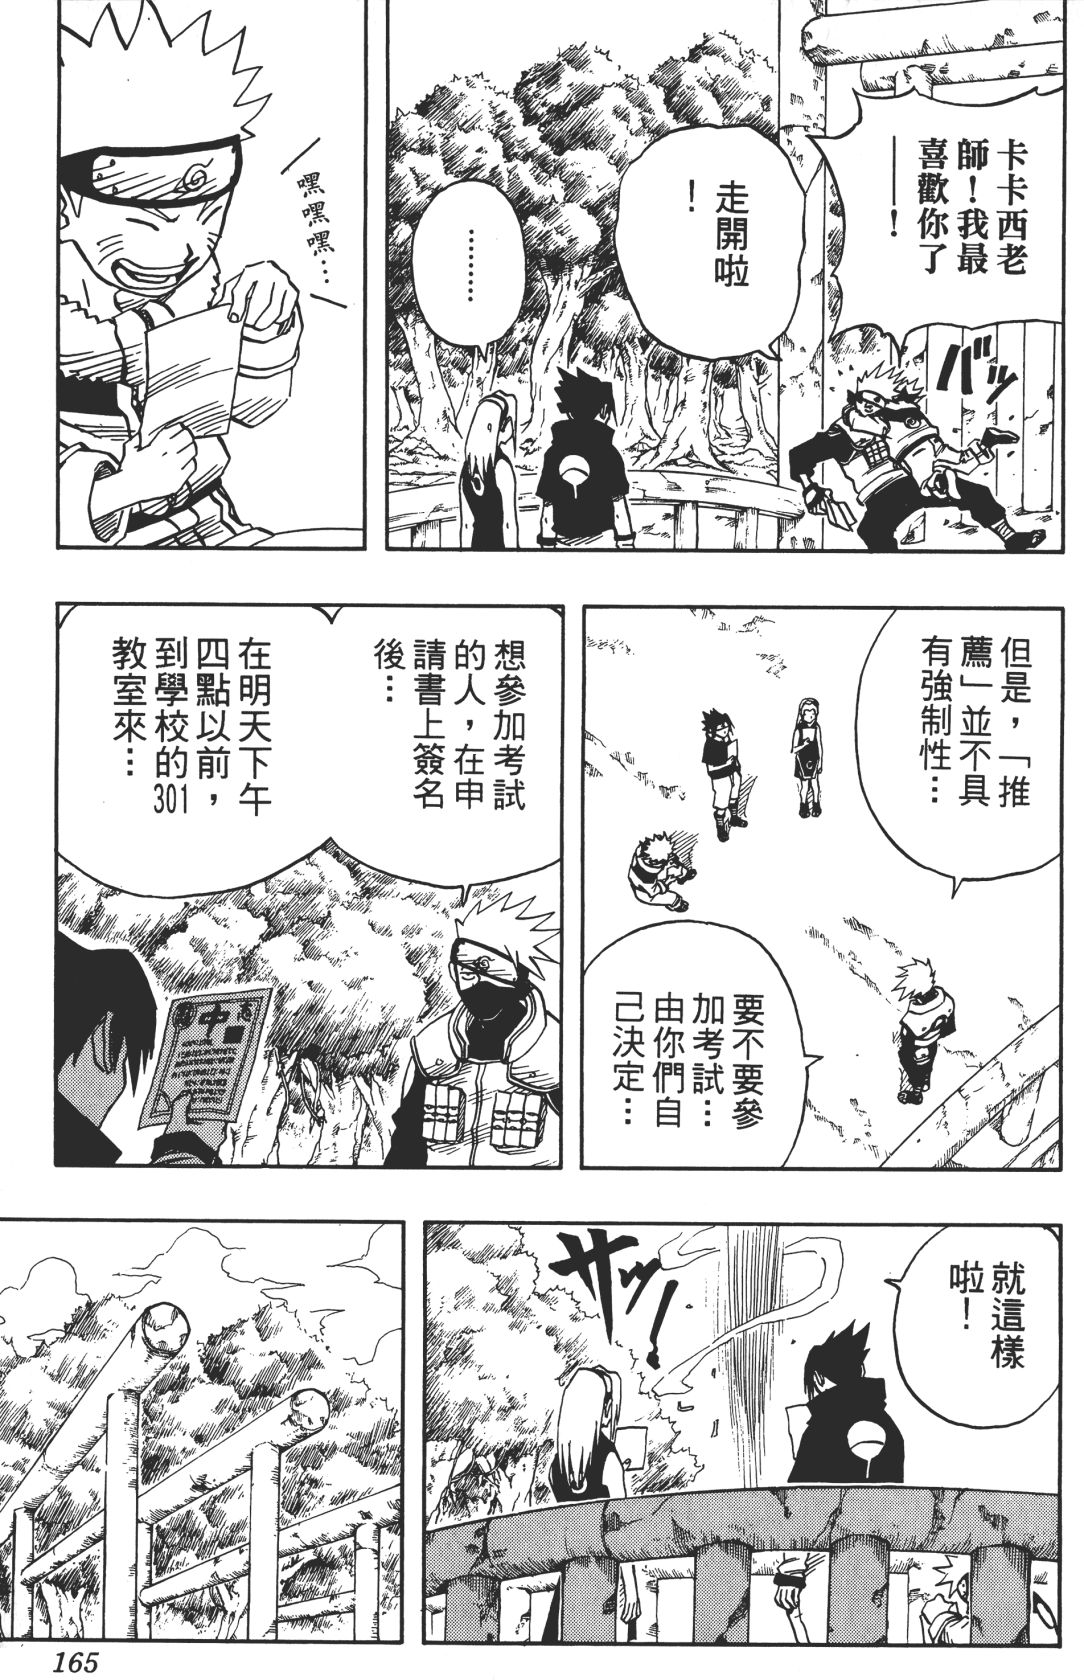 卡卡西老
師！我最
喜歡你了
——！
バッ
走開啦
！
………
嘿嘿嘿…
但是，「推
薦」並不具
有強制性…
要不要參
加考試…
由你們自
己決定…
想參加考試
的人，在申
請書上簽名
後…
在明天下午
四點以前，
到學校的301
教室來…
中
就這樣
啦！
サッ！
165